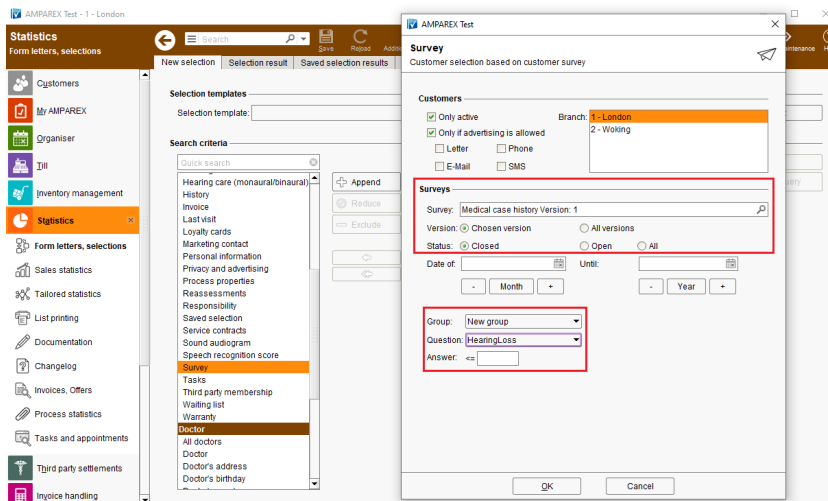 AMPAREX Test - 1 - London
Statistics
Form letters, selections
Search
Save
Reload
New selection
Selection result
Saved selection results
Selection templates
Selection template:
Search criteria
Quick search
Hearing care (monaural/binaural)
History
Invoice
Last visit
Loyalty cards
Marketing contact
Personal information
Privacy and advertising
Process properties
Reassessments
Responsibility
Saved selection
Service contracts
Sound audiogram
Speech recognition score
Survey
Tasks
Third party membership
Waiting list
Warranty
Doctor
All doctors
Doctor
Doctor's address
Doctor's birthday
Append
Reduce
Exclude
Customers
My AMPAREX
Organiser
Till
Inventory management
Statistics
Form letters, selections
Sales statistics
Tailored statistics
List printing
Documentation
Changelog
Invoices, Offers
Process statistics
Tasks and appointments
Third party settlements
Invoice handling
AMPAREX Test
Survey
Customer selection based on customer survey
Customers
Only active
Branch:
1 - London
2 - Woking
Only if advertising is allowed
Letter
Phone
E-Mail
SMS
Surveys
Survey: Medical case history Version: 1
Version: Chosen version All versions
Status: Closed Open All
Date of:
Until:
- Month +
- Year +
Group: New group
Question: HearingLoss
Answer: <=
OK
Cancel